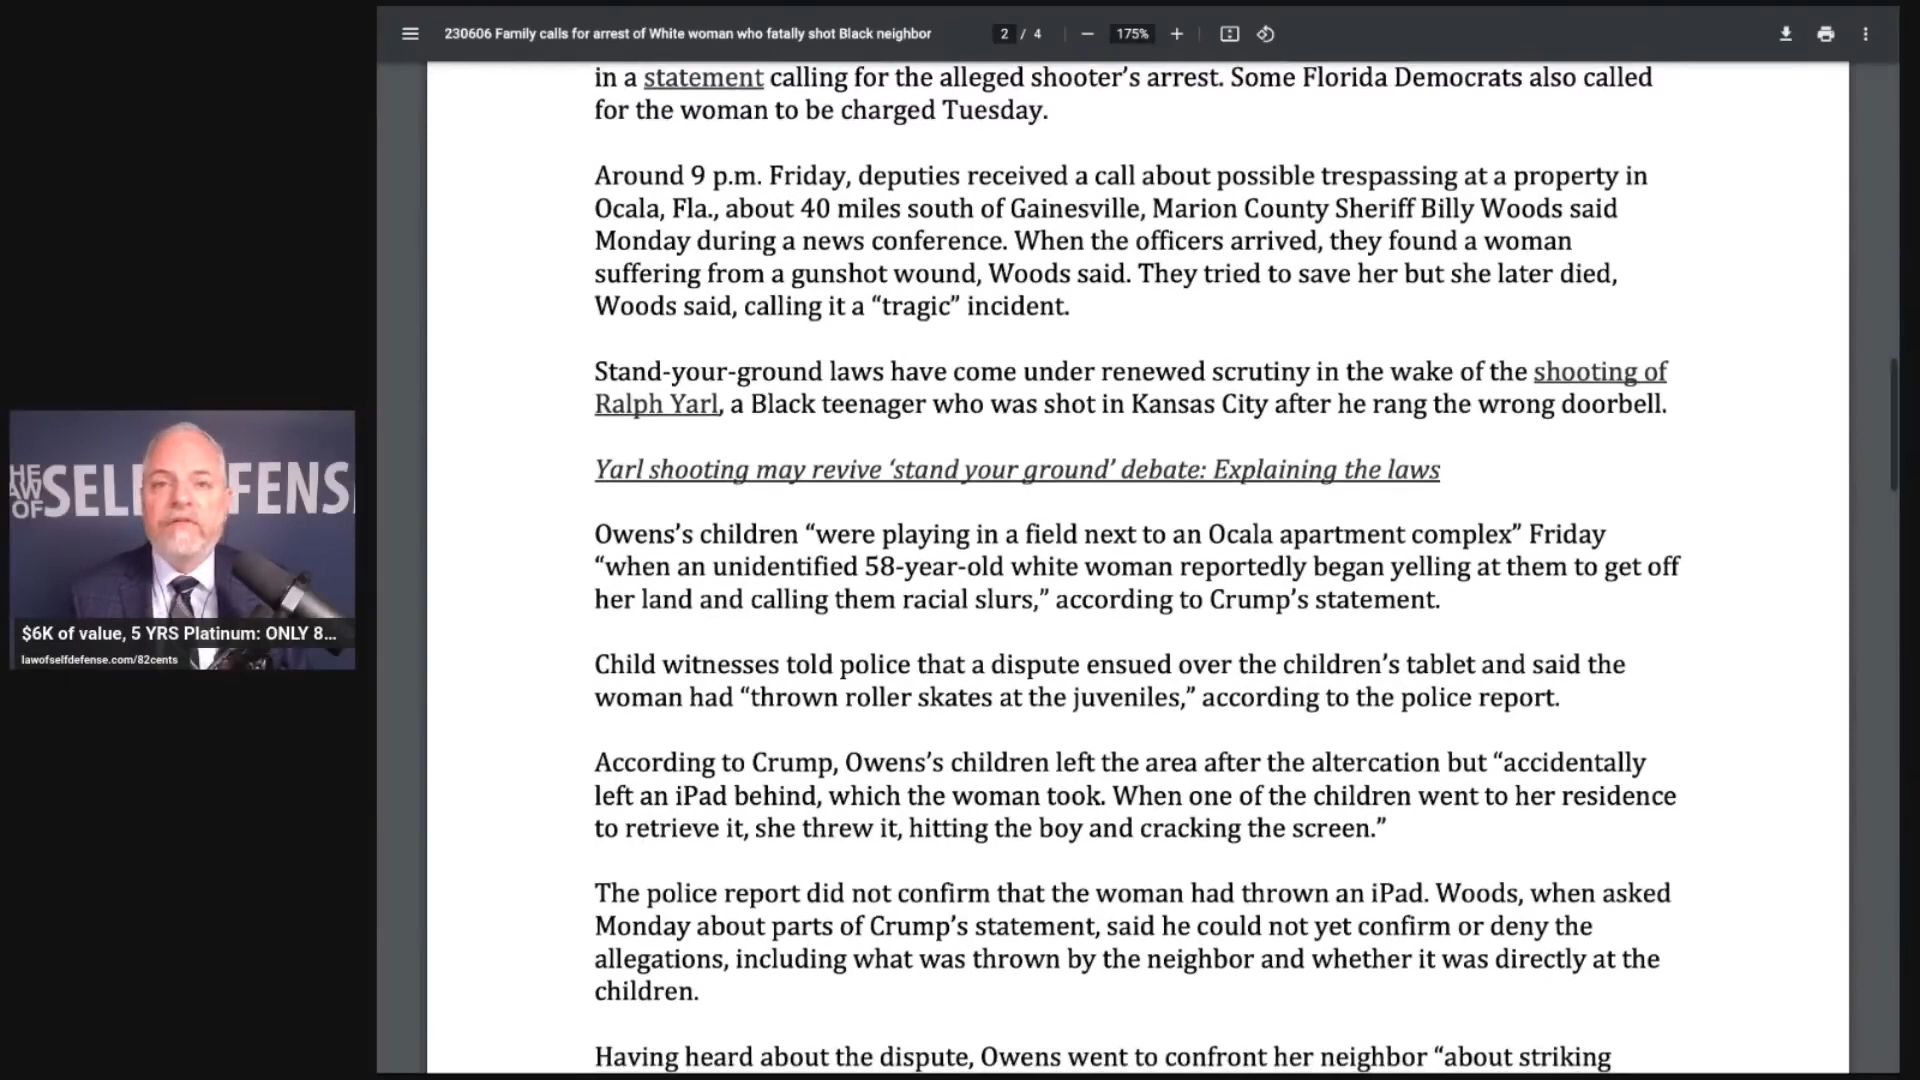 230606 Family calls for arrest of White woman who fatally shot Black neighbor
2 / 4
175%
in a statement calling for the alleged shooter’s arrest. Some Florida Democrats also called
for the woman to be charged Tuesday.
Around 9 p.m. Friday, deputies received a call about possible trespassing at a property in
Ocala, Fla., about 40 miles south of Gainesville, Marion County Sheriff Billy Woods said
Monday during a news conference. When the officers arrived, they found a woman
suffering from a gunshot wound, Woods said. They tried to save her but she later died,
Woods said, calling it a “tragic” incident.
Stand-your-ground laws have come under renewed scrutiny in the wake of the shooting of
Ralph Yarl, a Black teenager who was shot in Kansas City after he rang the wrong doorbell.
Yarl shooting may revive ‘stand your ground’ debate: Explaining the laws
Owens’s children “were playing in a field next to an Ocala apartment complex” Friday
“when an unidentified 58-year-old white woman reportedly began yelling at them to get off
her land and calling them racial slurs,” according to Crump’s statement.
Child witnesses told police that a dispute ensued over the children’s tablet and said the
woman had “thrown roller skates at the juveniles,” according to the police report.
According to Crump, Owens’s children left the area after the altercation but “accidentally
left an iPad behind, which the woman took. When one of the children went to her residence
to retrieve it, she threw it, hitting the boy and cracking the screen.”
The police report did not confirm that the woman had thrown an iPad. Woods, when asked
Monday about parts of Crump’s statement, said he could not yet confirm or deny the
allegations, including what was thrown by the neighbor and whether it was directly at the
children.
Having heard about the dispute, Owens went to confront her neighbor “about striking
HE
AW
OF
SEL
FENS
$6K of value, 5 YRS Platinum: ONLY 8...
lawofselfdefense.com/82cents